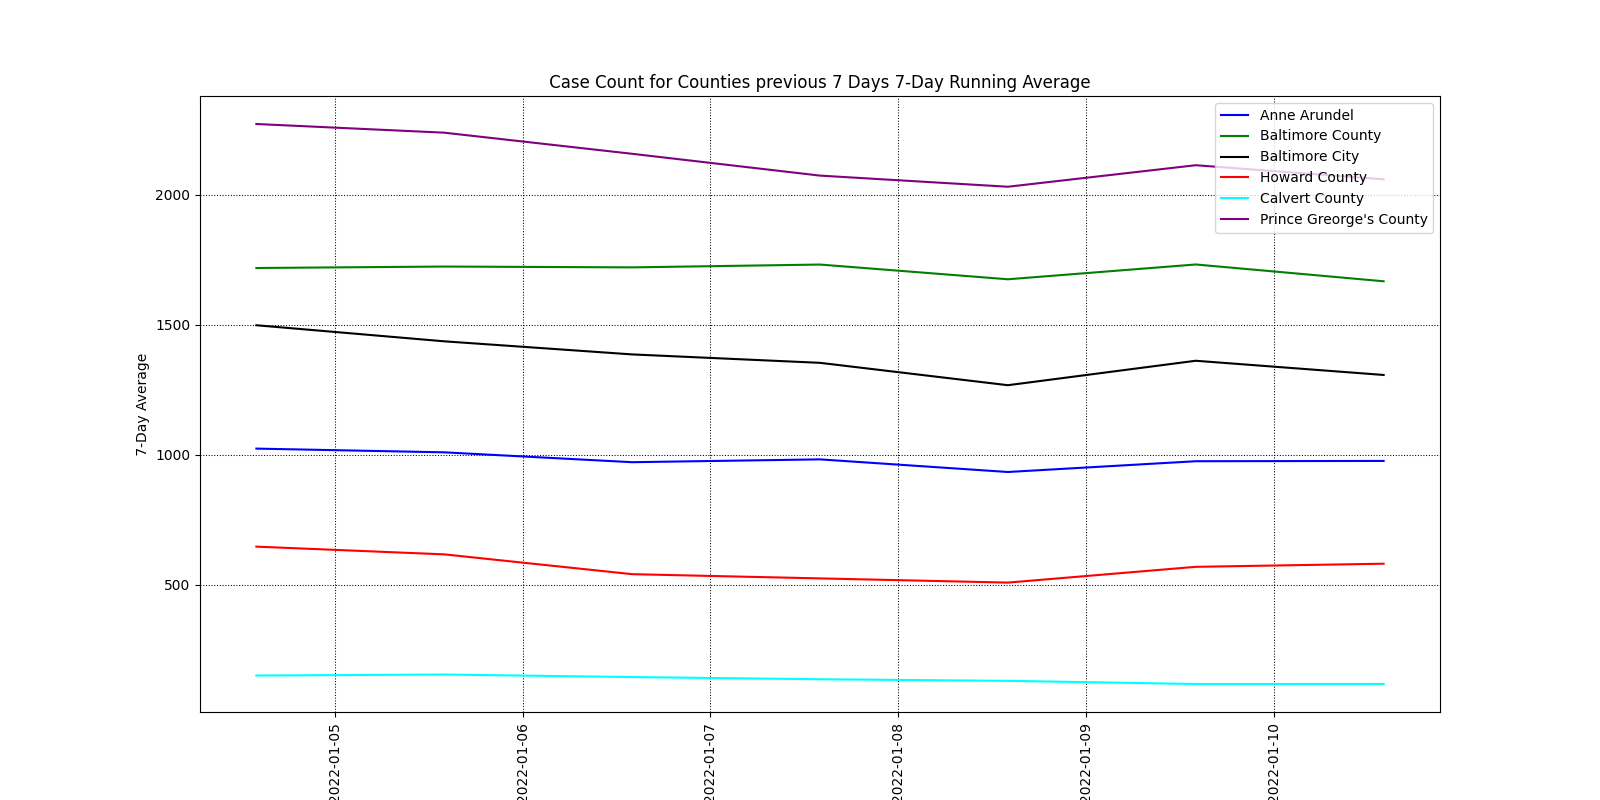 Case Count for Counties previous 7 Days 7-Day Running Average
Anne Arundel
Baltimore County
Baltimore City
Howard County
Calvert County
Prince Greorge's County
7-Day Average
2000
1500
1000
500
2022-01-05
2022-01-06
2022-01-07
2022-01-08
2022-01-09
2022-01-10